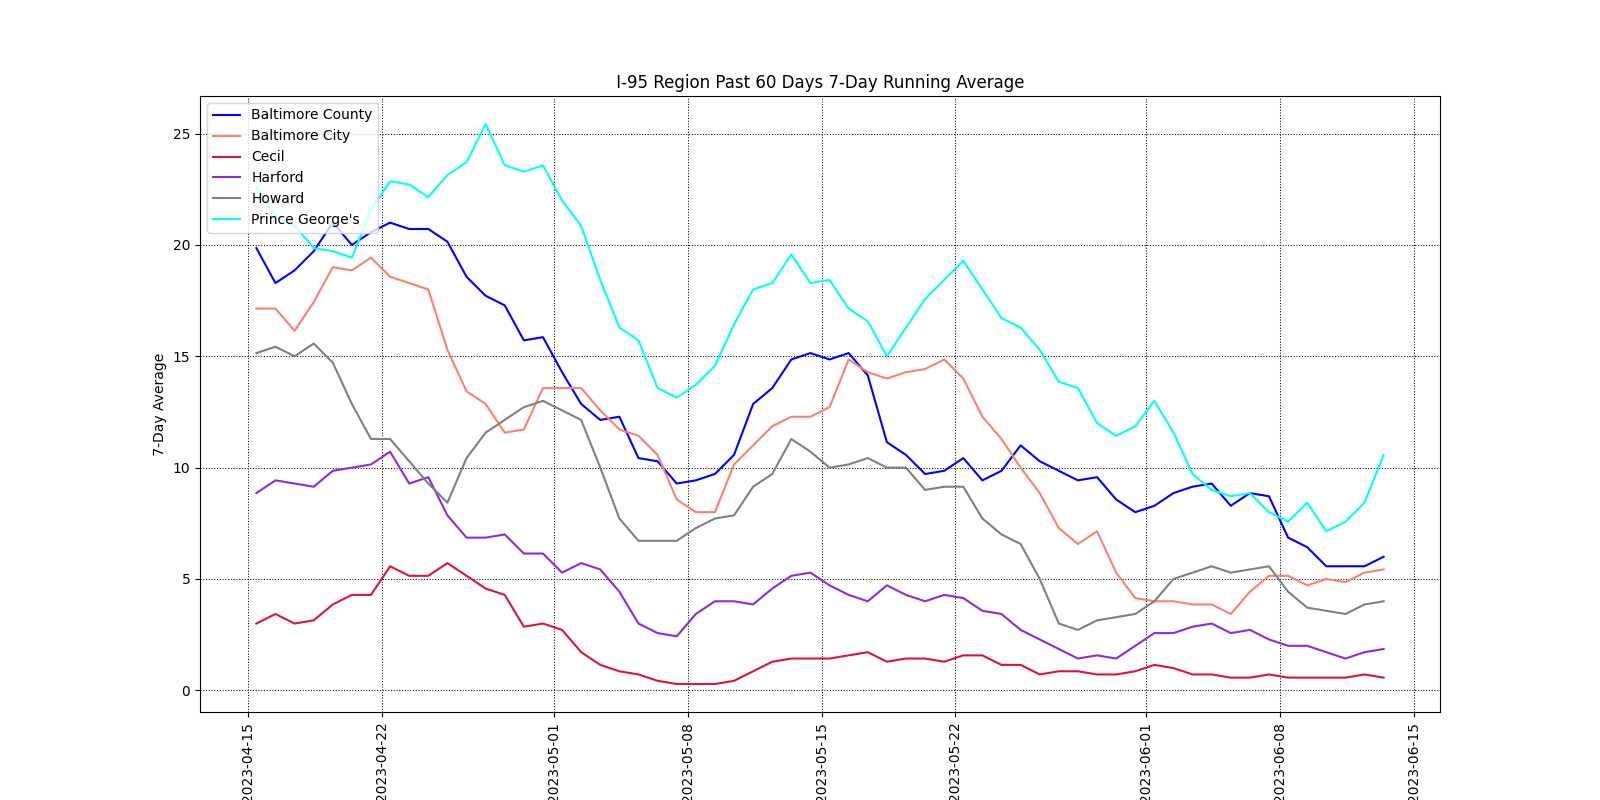 I-95 Region Past 60 Days 7-Day Running Average
Baltimore County
Baltimore City
Cecil
Harford
Howard
Prince George's
7-Day Average
25
20
15
10
5
0
2023-04-15
2023-04-22
2023-05-01
2023-05-08
2023-05-15
2023-05-22
2023-06-01
2023-06-08
2023-06-15